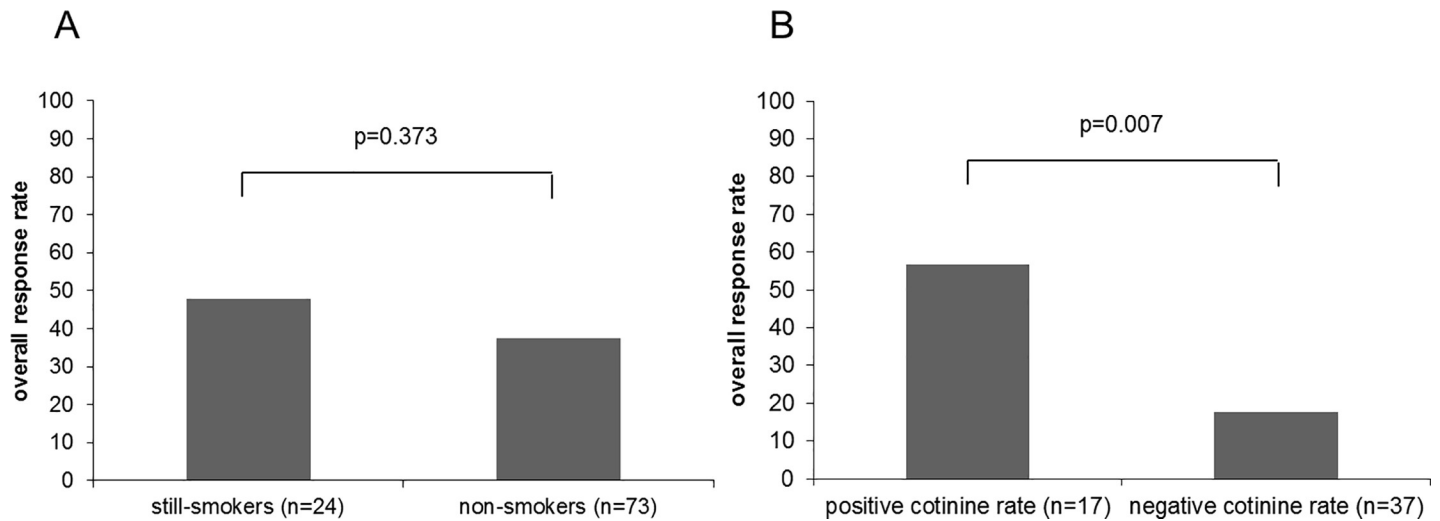 A
overall response rate
100
90
80
70
60
50
40
30
20
10
0
p=0.373
still-smokers (n=24)
non-smokers (n=73)
B
overall response rate
100
90
80
70
60
50
40
30
20
10
0
p=0.007
positive cotinine rate (n=17)
negative cotinine rate (n=37)